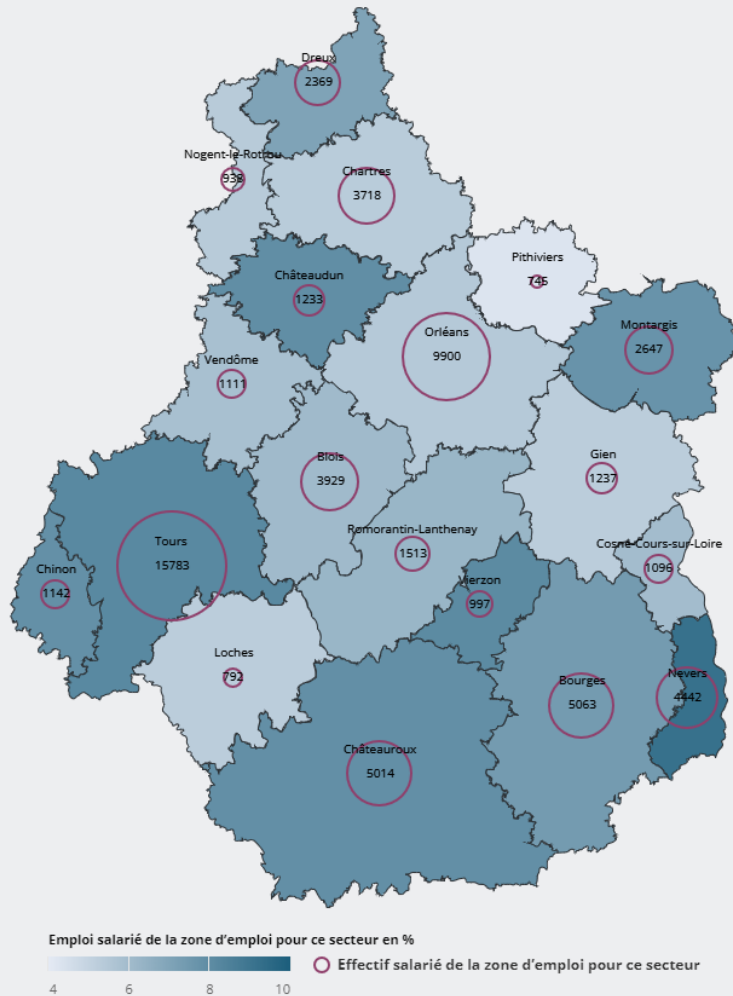 Dreux
2369
Nogent-le-Rotrou
938
Chartres
3718
Pithiviers
745
Châteaudun
1233
Orléans
9900
Montargis
2647
Vendôme
1111
Blois
3929
Gien
1237
Romorantin-Lanthenay
1513
Cosne-Cours-sur-Loire
1096
Tours
15783
Chinon
1142
Vierzon
997
Loches
792
Bourges
5063
Nevers
4442
Châteauroux
5014
Emploi salarié de la zone d'emploi pour ce secteur en %
4 6 8 10
Effectif salarié de la zone d'emploi pour ce secteur